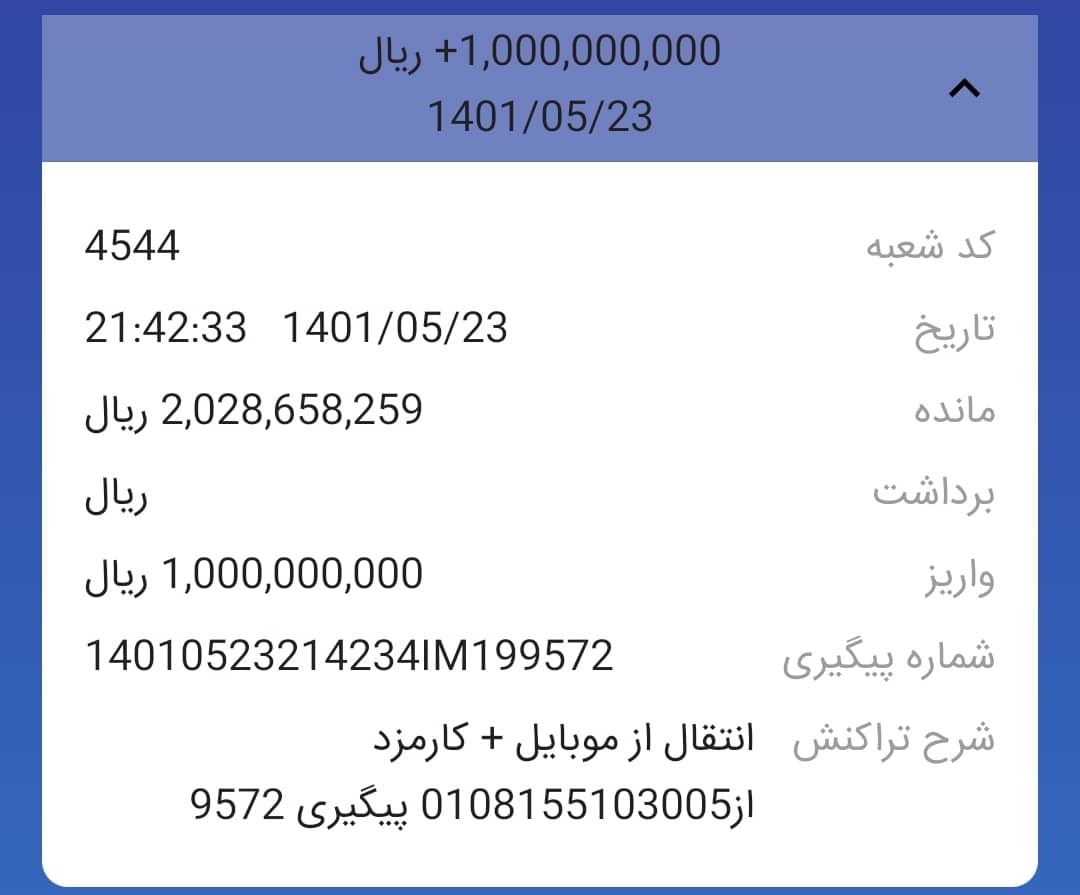 +1,000,000,000 ریال
1401/05/23
کد شعبه 4544
تاریخ 1401/05/23 21:42:33
مانده 2,028,658,259 ریال
برداشت ریال
واریز 1,000,000,000 ریال
شماره پیگیری 14010523214234IM199572
شرح تراکنش انتقال از موبایل + کارمزد
از0108155103005 پیگیری 9572